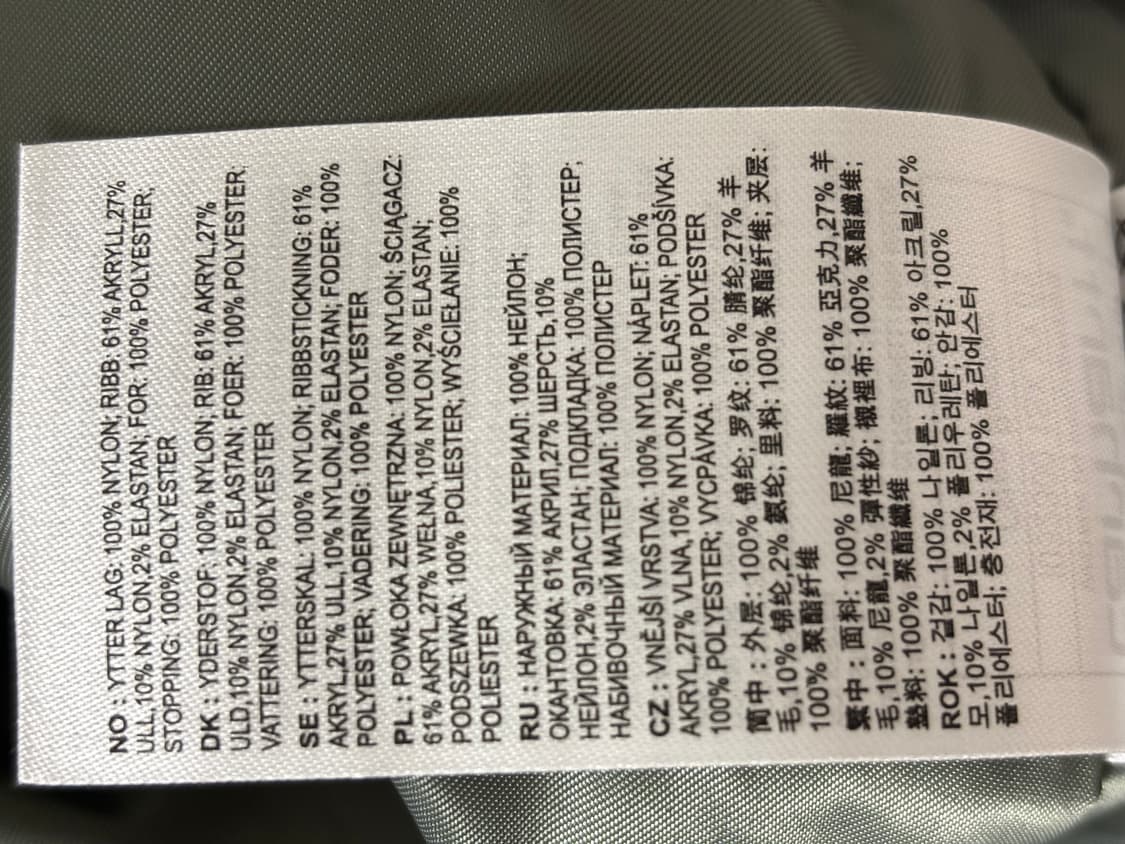 NO : YTTER LAG: 100% NYLON; RIBB: 61% AKRYLL,27%
ULL,10% NYLON,2% ELASTAN; FOR: 100% POLYESTER;
STOPPING: 100% POLYESTER
DK : YDERSTOF: 100% NYLON; RIB: 61% AKRYL,27%
ULD,10% NYLON,2% ELASTAN; FOER: 100% POLYESTER;
VATTERING: 100% POLYESTER
SE : YTTERSKAL: 100% NYLON; RIBBSTICKNING: 61%
AKRYL,27% ULL,10% NYLON,2% ELASTAN; FODER: 100%
POLYESTER; VADERING: 100% POLYESTER
PL : POWŁOKA ZEWNĘTRZNA: 100% NYLON; ŚCIĄGACZ:
61% AKRYL,27% WEŁNA,10% NYLON,2% ELASTAN;
PODSZEWKA: 100% POLIESTER; WYŚCIEŁANIE: 100%
POLIESTER
RU : НАРУЖНЫЙ МАТЕРИАЛ: 100% НЕЙЛОН;
ОКАНТОВКА: 61% АКРИЛ,27% ШЕРСТЬ,10%
НЕЙЛОН,2% ЭЛАСТАН; ПОДКЛАДКА: 100% ПОЛИСТЕР;
НАБИВОЧНЫЙ МАТЕРИАЛ: 100% ПОЛИСТЕР
CZ : VNĚJŠÍ VRSTVA: 100% NYLON; NÁPLET: 61%
AKRYL,27% VLNA,10% NYLON,2% ELASTAN; PODŠÍVKA:
100% POLYESTER; VYCPÁVKA: 100% POLYESTER
简中 : 外层: 100% 锦纶; 罗纹: 61% 腈纶,27% 羊
毛,10% 锦纶,2% 氨纶; 里料: 100% 聚酯纤维; 夹层:
100% 聚酯纤维
繁中 : 面料: 100% 尼龍; 羅紋: 61% 亞克力,27% 羊
毛,10% 尼龍,2% 彈性紗; 襯裡布: 100% 聚酯纖維;
墊料: 100% 聚酯纖維
ROK : 겉감: 100% 나일론; 리빙: 61% 아크릴,27%
모,10% 나일론,2% 폴리우레탄; 안감: 100%
폴리에스터; 충전재: 100% 폴리에스터